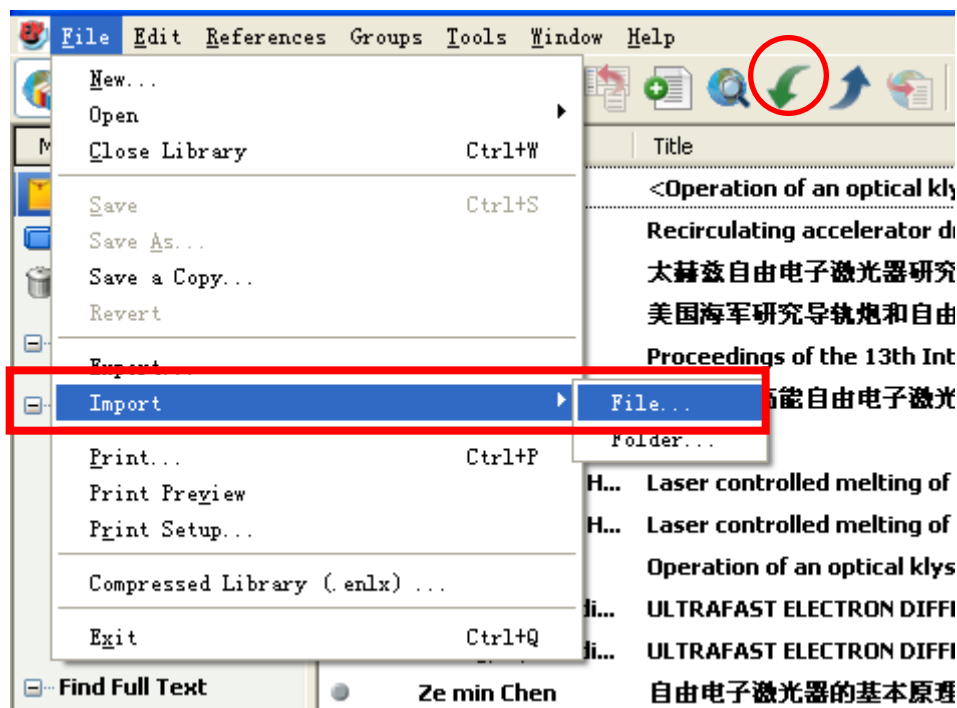 File Edit References Groups Tools Window Help
New...
Open
Close Library Ctrl+W
Save Ctrl+S
Save As...
Save a Copy...
Revert
Export...
Import
File...
Folder...
Print... Ctrl+P
Print Preview
Print Setup...
Compressed Library (.enlx) ...
Exit Ctrl+Q
Find Full Text
Title
<Operation of an optical kly
Recirculating accelerator dr
太赫兹自由电子激光器研究
美国海军研究导轨炮和自由
Proceedings of the 13th Int
高能自由电子激光
H... Laser controlled melting of
H... Laser controlled melting of
Operation of an optical klys
di... ULTRAFAST ELECTRON DIFFI
di... ULTRAFAST ELECTRON DIFFI
Ze min Chen 自由电子激光器的基本原理